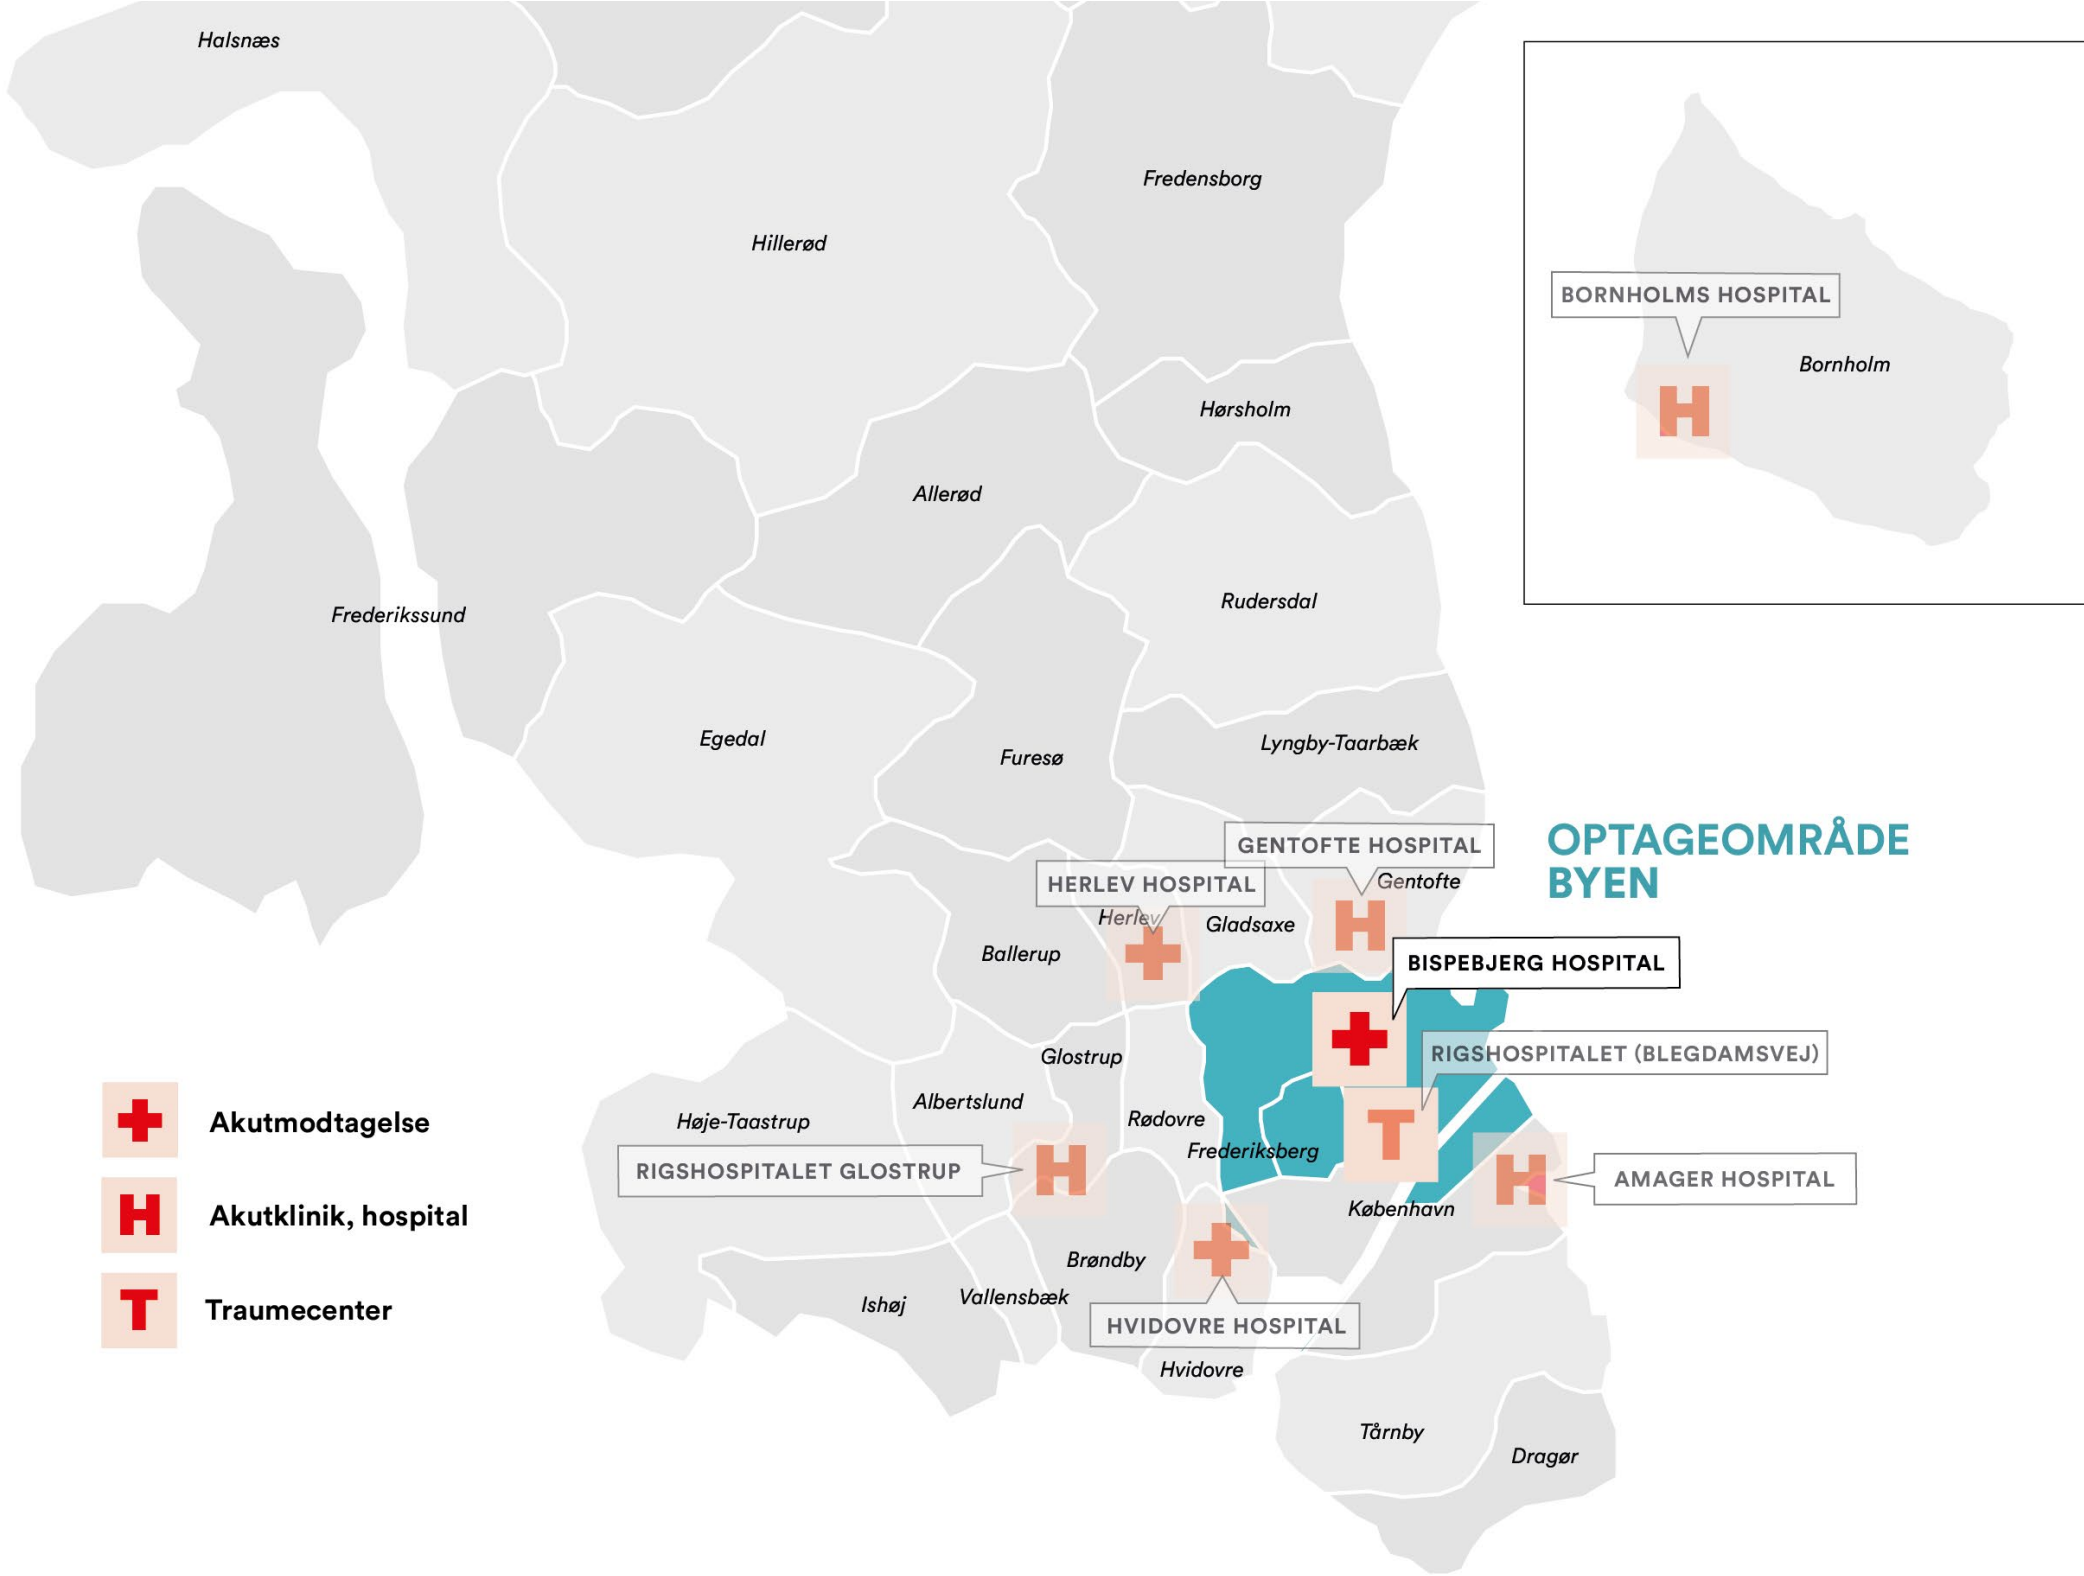 Halsnæs
Fredensborg
Hillerød
BORNHOLMS HOSPITAL
Bornholm
Hørsholm
Allerød
Rudersdal
Frederikssund
Egedal
Lyngby-Taarbæk
Furesø
OPTAGEOMRÅDE
BYEN
GENTOFTE HOSPITAL
Gentofte
HERLEV HOSPITAL
Herlev
Gladsaxe
Ballerup
BISPEBJERG HOSPITAL
RIGSHOSPITALET (BLEGDAMSVEJ)
Glostrup
Albertslund
Høje-Taastrup
Rødovre
Frederiksberg
RIGSHOSPITALET GLOSTRUP
AMAGER HOSPITAL
København
Brøndby
Vallensbæk
Ishøj
HVIDOVRE HOSPITAL
Hvidovre
Tårnby
Dragør
H
H
T
H
H
Akutmodtagelse
H Akutklinik, hospital
T Traumecenter